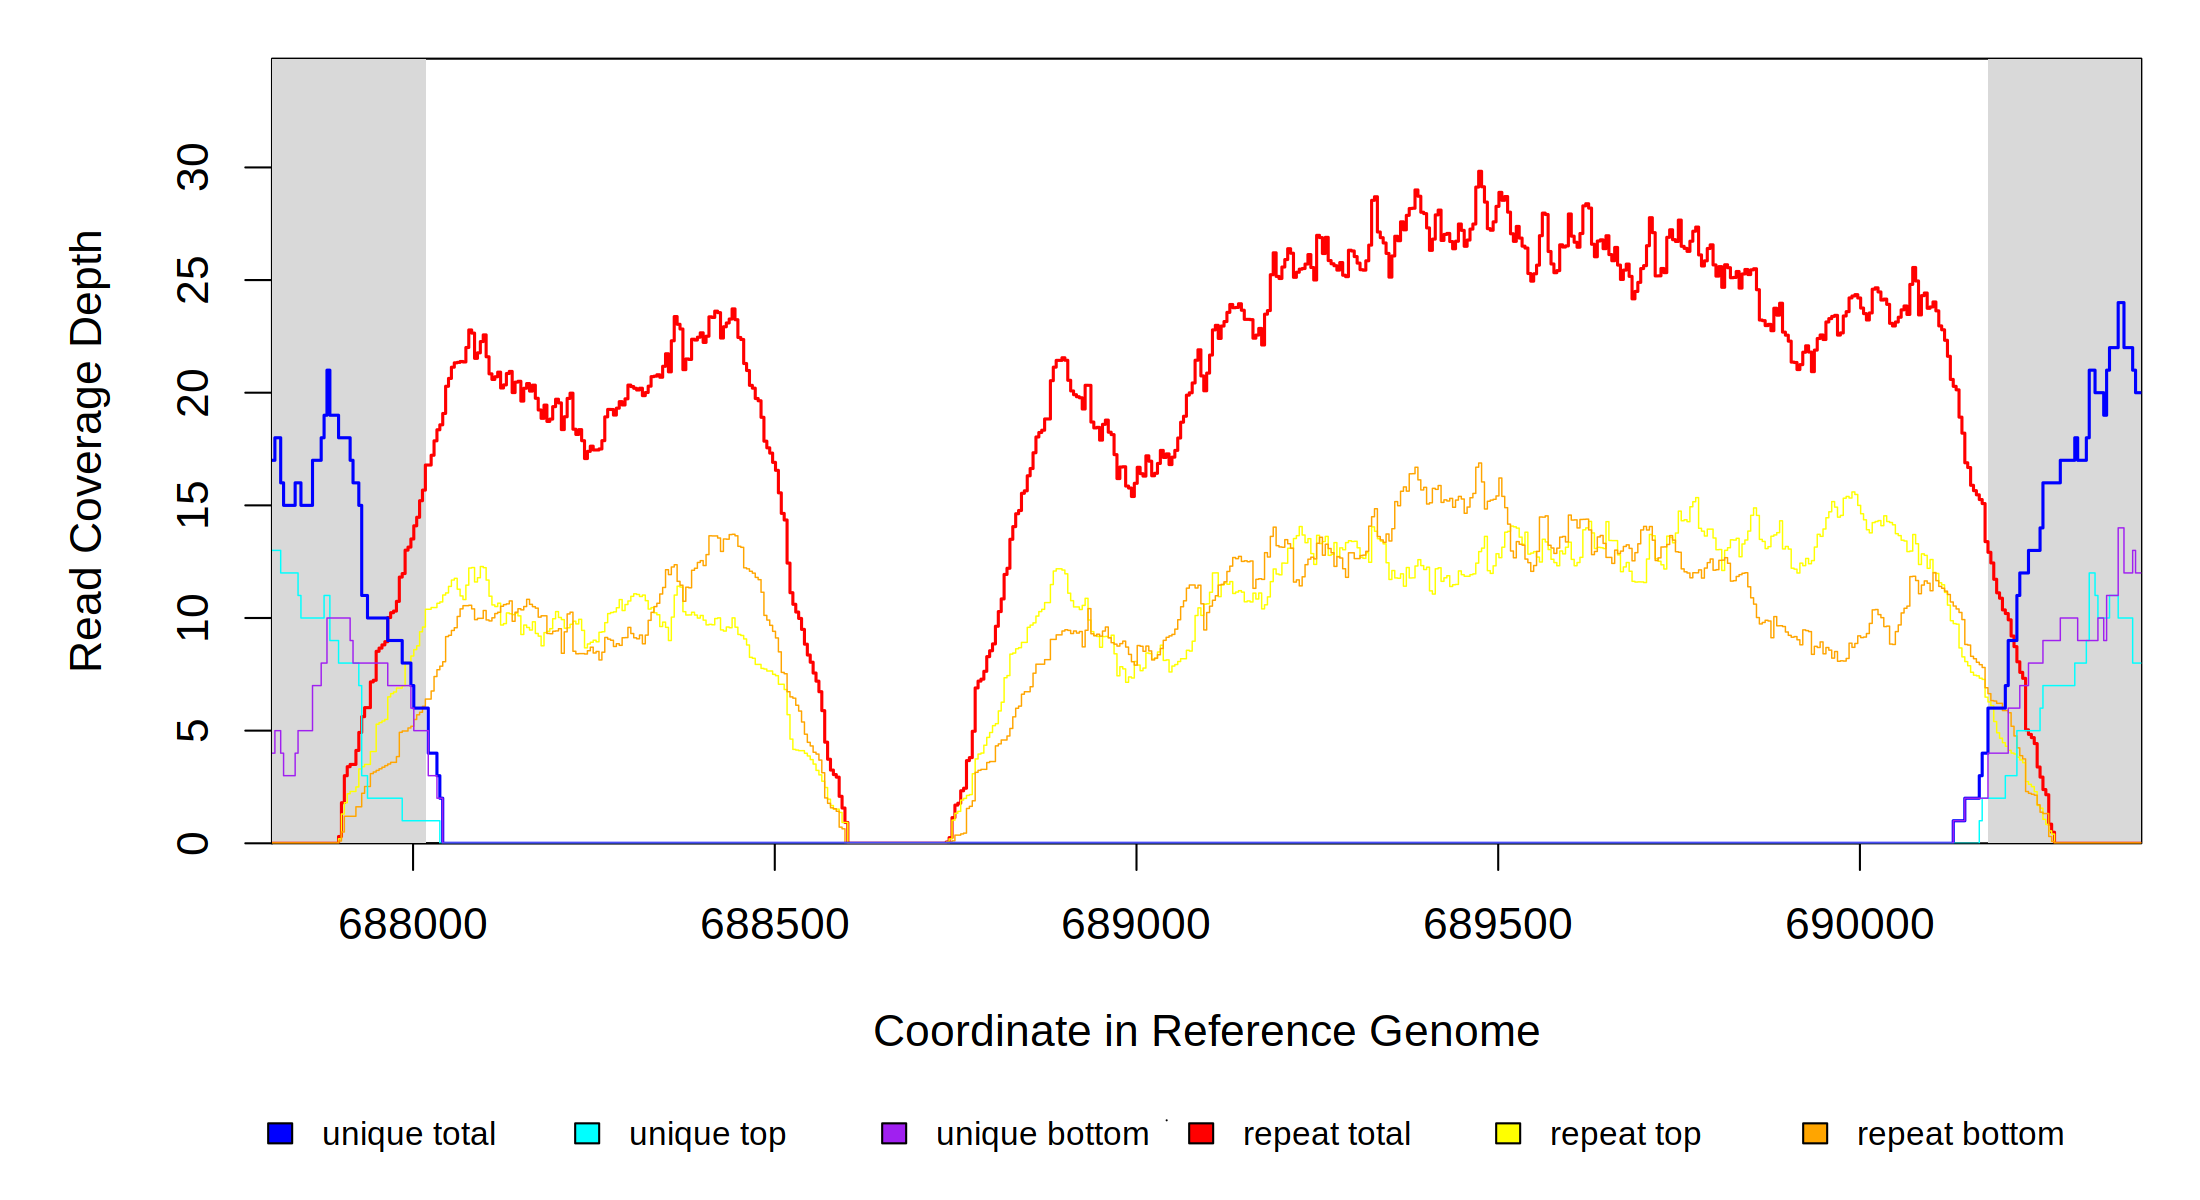 Read Coverage Depth
30
25
20
15
10
5
0
688000 688500 689000 689500 690000
Coordinate in Reference Genome
unique total unique top unique bottom repeat total repeat top repeat bottom